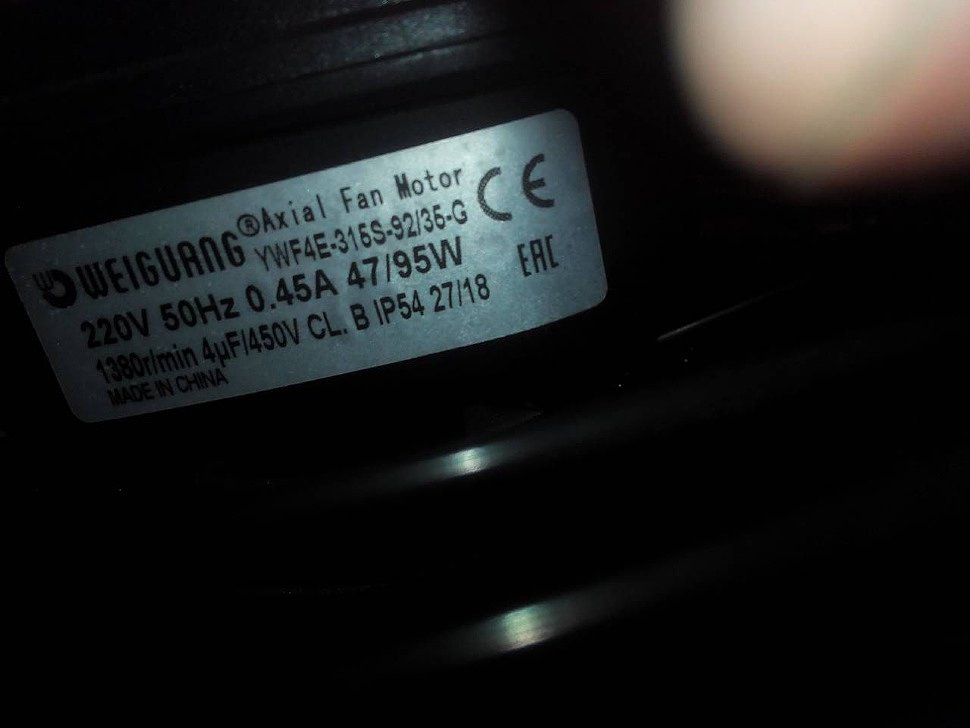 WEIGUANG® Axial Fan Motor
YWF4E-315S-92/35-G
220V 50Hz 0.45A 47/95W
1380r/min 4µF/450V CL. B IP54 27/18
MADE IN CHINA
CE
EAC